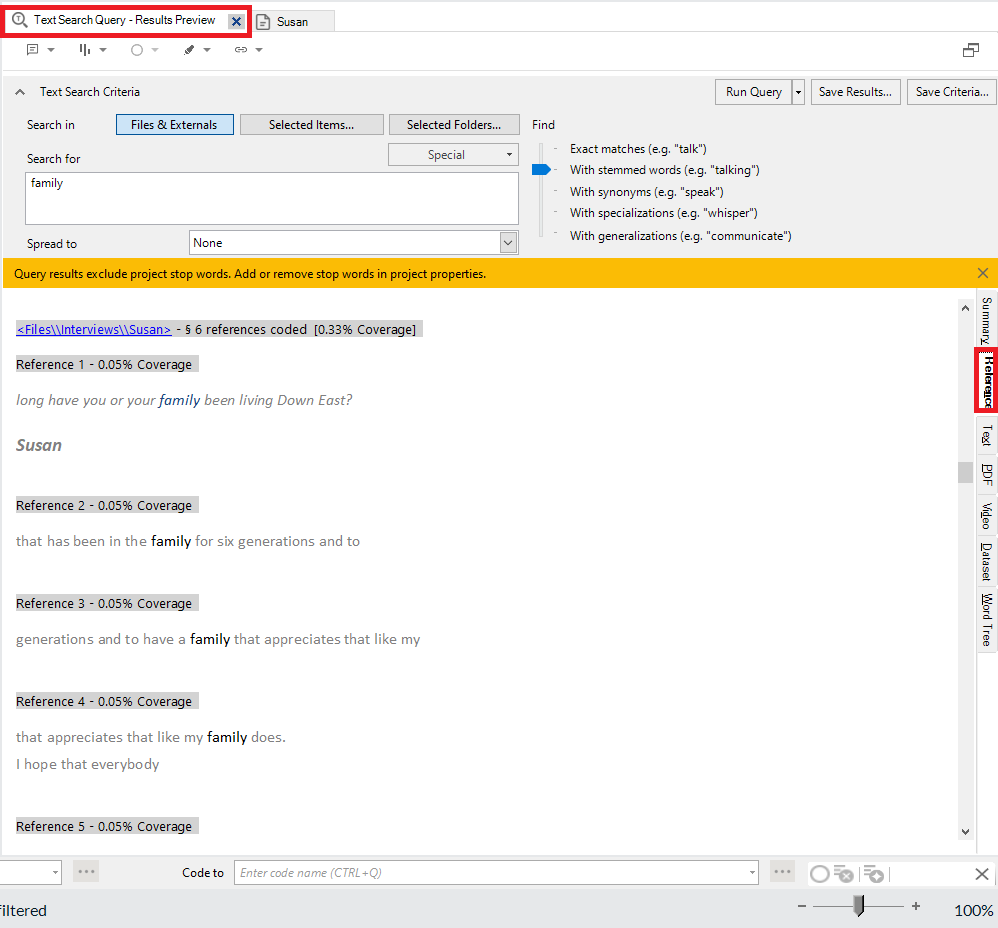 Text Search Query - Results Preview
Susan
Text Search Criteria
Run Query
Save Results...
Save Criteria...
Search in
Files & Externals
Selected Items...
Selected Folders...
Find
Search for
Special
family
Exact matches (e.g. "talk")
With stemmed words (e.g. "talking")
With synonyms (e.g. "speak")
With specializations (e.g. "whisper")
With generalizations (e.g. "communicate")
Spread to
None
Query results exclude project stop words. Add or remove stop words in project properties.
<Files\\Interviews\\Susan> - § 6 references coded [0.33% Coverage]
Reference 1 - 0.05% Coverage
long have you or your family been living Down East?
Susan
Reference 2 - 0.05% Coverage
that has been in the family for six generations and to
Reference 3 - 0.05% Coverage
generations and to have a family that appreciates that like my
Reference 4 - 0.05% Coverage
that appreciates that like my family does.
I hope that everybody
Reference 5 - 0.05% Coverage
Summary
Reference
Text
PDF
Video
Dataset
Word Tree
Code to
Enter code name (CTRL+Q)
filtered
100%